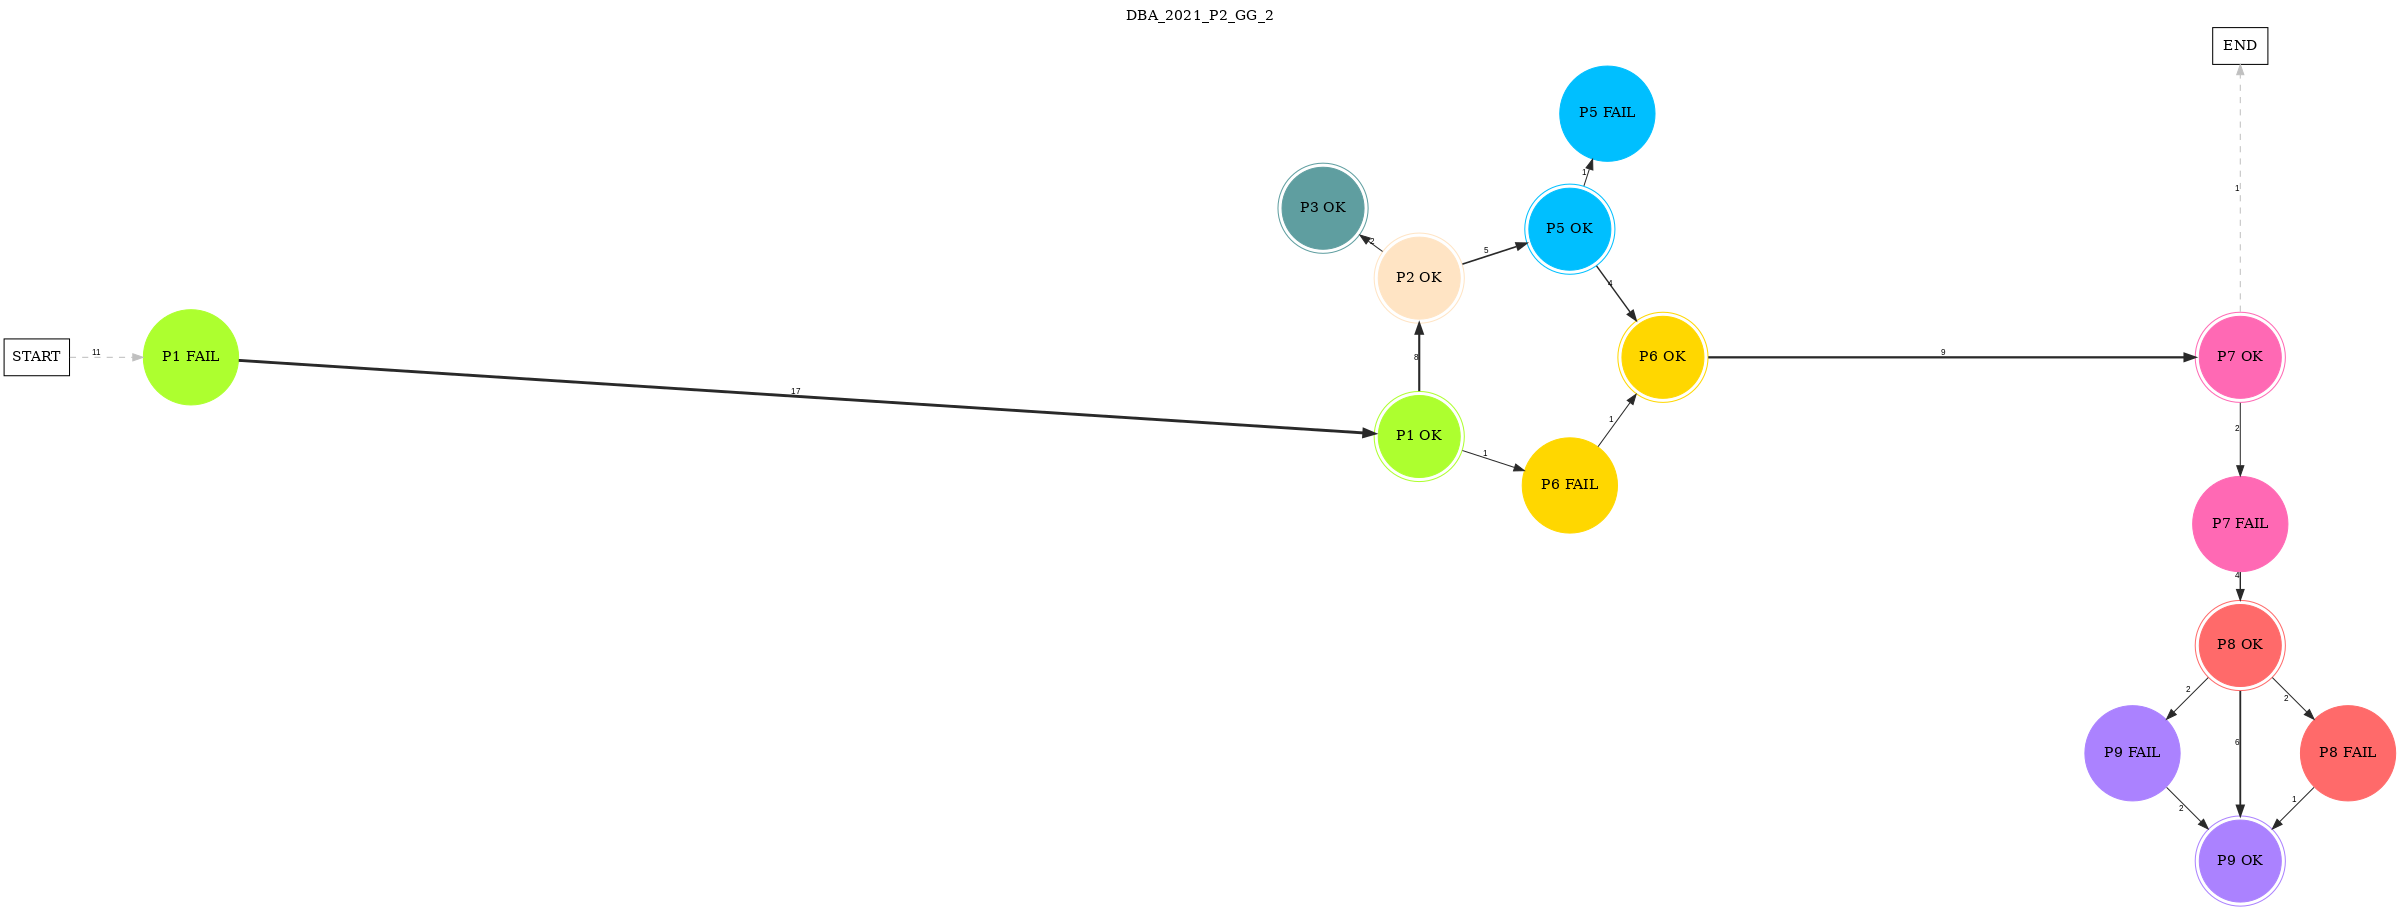 DBA_2021_P2_GG_2
END
P5 FAIL
1
1
P3 OK
P5 OK
2
5
P2 OK
4
START
11
P1 FAIL
8
P6 OK
9
P7 OK
17
1
2
P1 OK
1
P6 FAIL
P7 FAIL
4
P8 OK
2
2
6
P9 FAIL
P8 FAIL
2
1
P9 OK